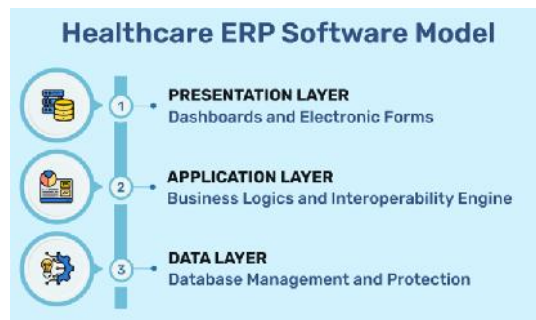 Healthcare ERP Software Model
1
PRESENTATION LAYER
Dashboards and Electronic Forms
2
APPLICATION LAYER
Business Logics and Interoperability Engine
3
DATA LAYER
Database Management and Protection